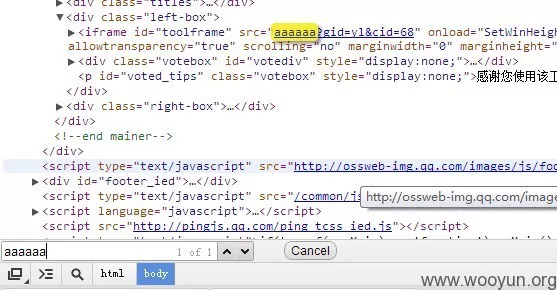 <div class="titles">…</div>
▼<div class="left-box">
▼<iframe id="toolframe" src="aaaaaa?gid=yl&cid=68" onload="SetWinHeigh
allowtransparency="true" scrolling="no" marginwidth="0" marginheight=
▶<div class="votebox" id="votediv" style="display:none;">…</div>
<p id="voted_tips" class="votebox" style="display:none;">感谢您使用该工
</div>
▶<div class="right-box">…</div>
</div>
<!--end mainer-->
</div>
<script type="text/javascript" src="http://ossweb-img.qq.com/images/js/foo
▶<div id="footer_ied">…</div>
<script type="text/javascript" src="/common/js
http://ossweb-img.qq.com/image
▶<script language="javascript">…</script>
<script src="http://pingjs.qq.com/ping_tcss_ied.js"></script>
aaaaaa 1 of 1 Cancel
html body
www.wooyun.org